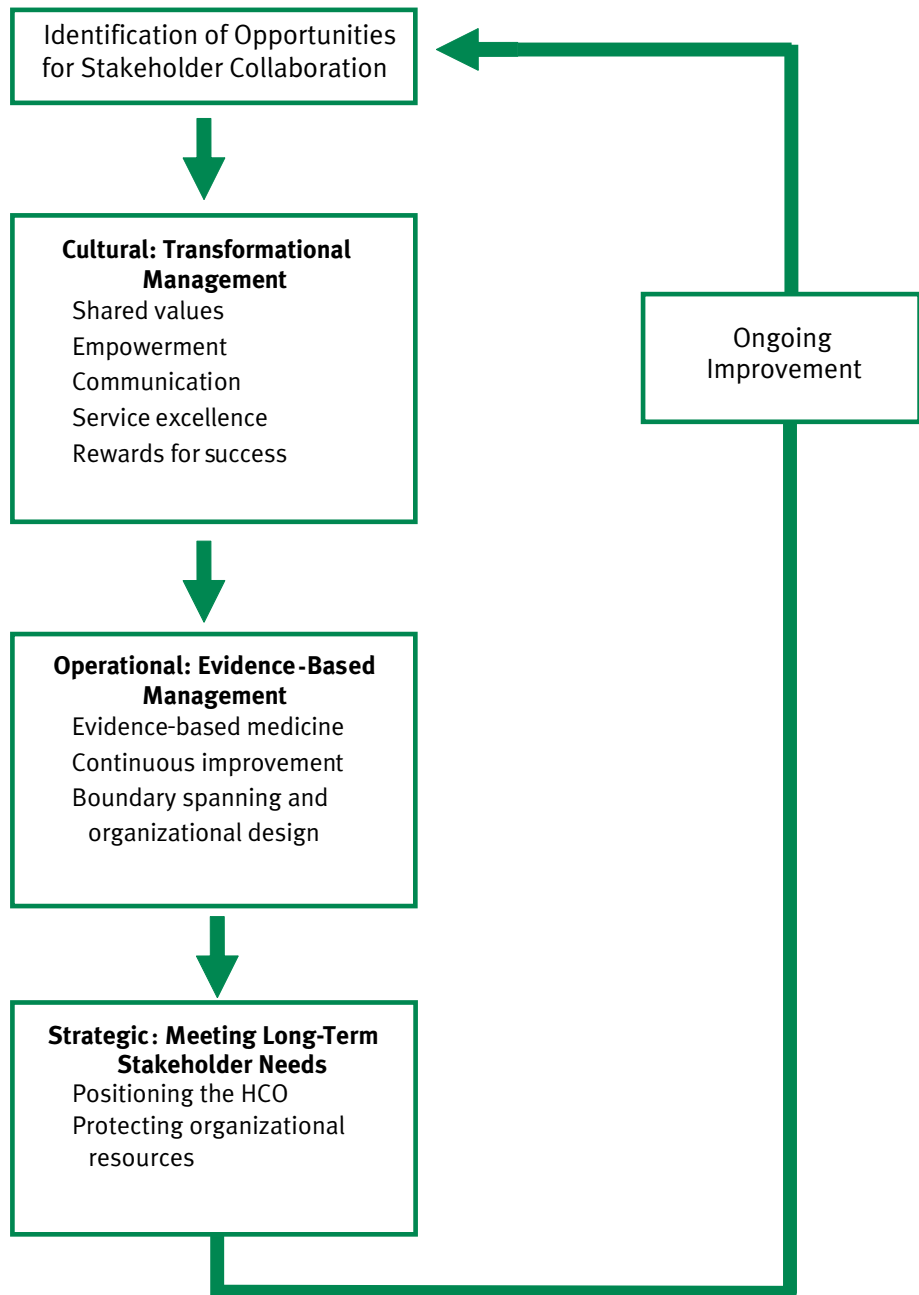 Identification of Opportunities
for Stakeholder Collaboration
Cultural: Transformational
Management
Shared values
Empowerment
Communication
Service excellence
Rewards for success
Ongoing
Improvement
Operational: Evidence-Based
Management
Evidence-based medicine
Continuous improvement
Boundary spanning and
organizational design
Strategic: Meeting Long-Term
Stakeholder Needs
Positioning the HCO
Protecting organizational
resources